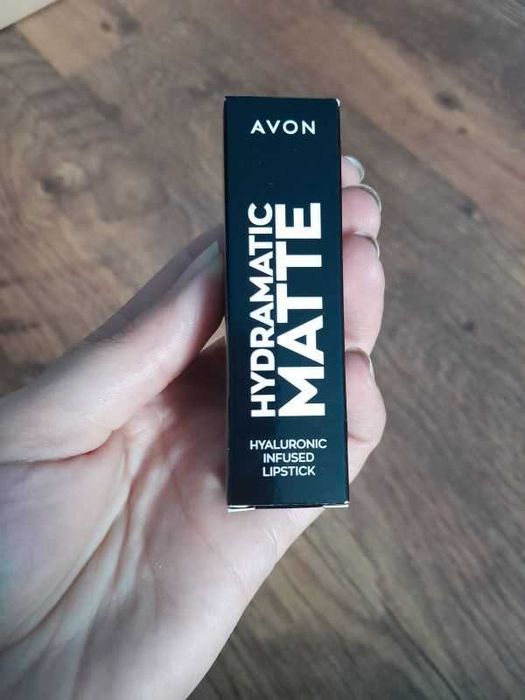 AVON
HYDRAMATIC
MATTE
HYALURONIC
INFUSED
LIPSTICK